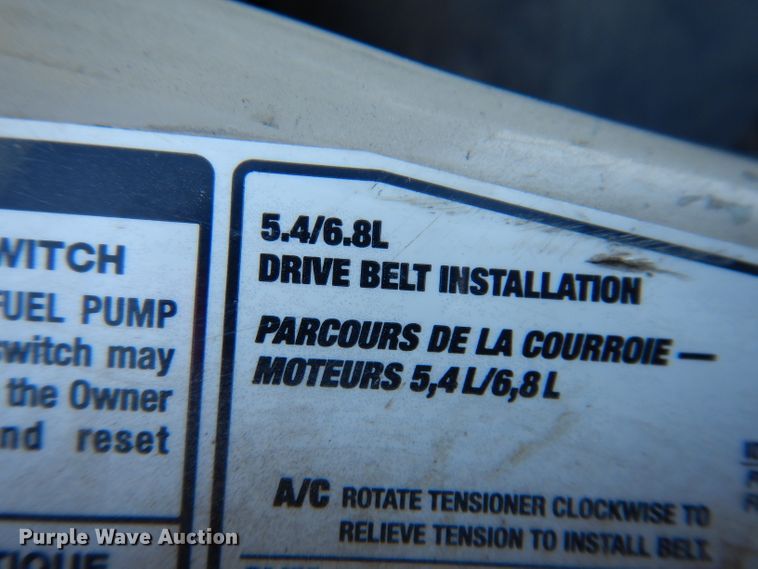 WITCH
FUEL PUMP
switch may
the Owner
nd reset
5.4/6.8L
DRIVE BELT INSTALLATION
PARCOURS DE LA COURROIE —
MOTEURS 5,4 L/6,8 L
A/C ROTATE TENSIONER CLOCKWISE TO
RELIEVE TENSION TO INSTALL BELT.
Purple Wave Auction